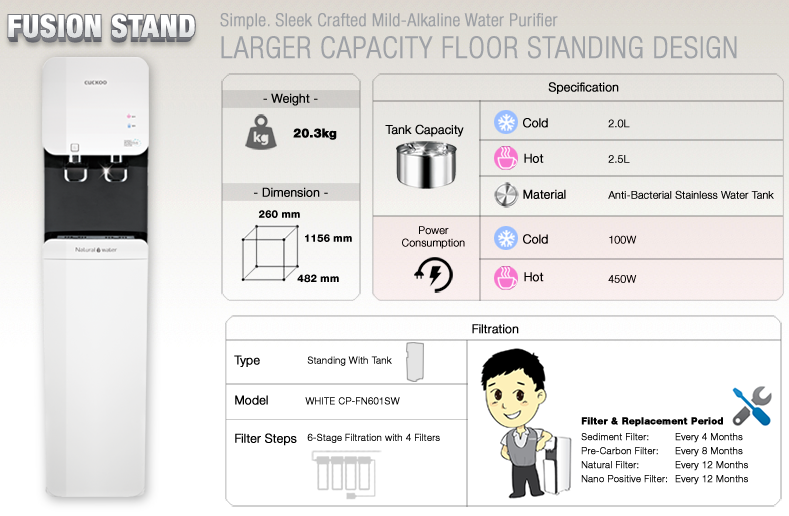 FUSION STAND
Simple. Sleek Crafted Mild-Alkaline Water Purifier
LARGER CAPACITY FLOOR STANDING DESIGN
CUCKOO
Natural water
- Weight -
kg
20.3kg
- Dimension -
260 mm
1156 mm
482 mm
Specification
Tank Capacity
Cold
2.0L
Hot
2.5L
Material
Anti-Bacterial Stainless Water Tank
Power
Consumption
Cold
100W
Hot
450W
Filtration
Type
Standing With Tank
Model
WHITE CP-FN601SW
Filter Steps
6-Stage Filtration with 4 Filters
Filter & Replacement Period
Sediment Filter: Every 4 Months
Pre-Carbon Filter: Every 8 Months
Natural Filter: Every 12 Months
Nano Positive Filter: Every 12 Months